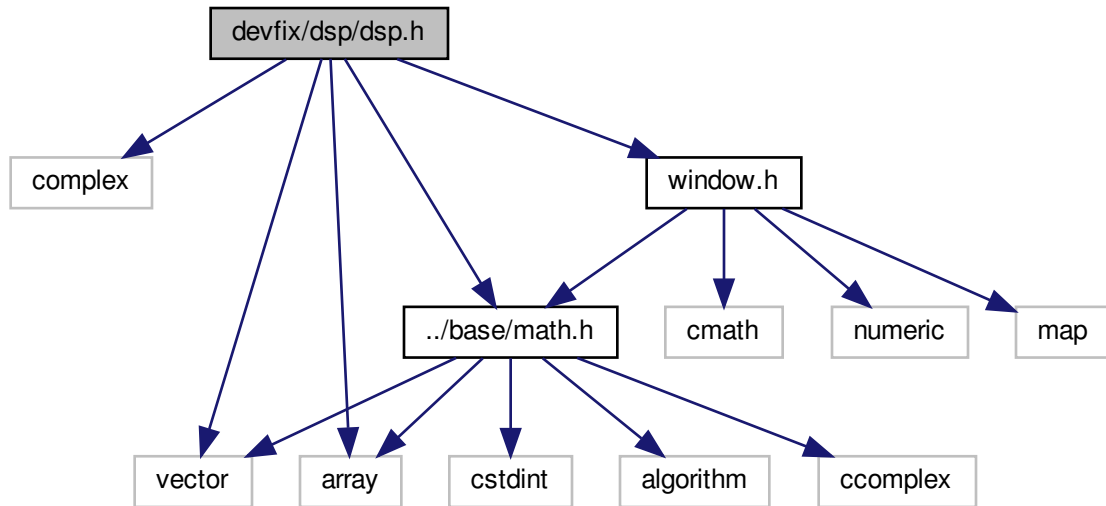 devfix/dsp/dsp.h
complex
window.h
../base/math.h
cmath
numeric
map
vector
array
cstdint
algorithm
ccomplex